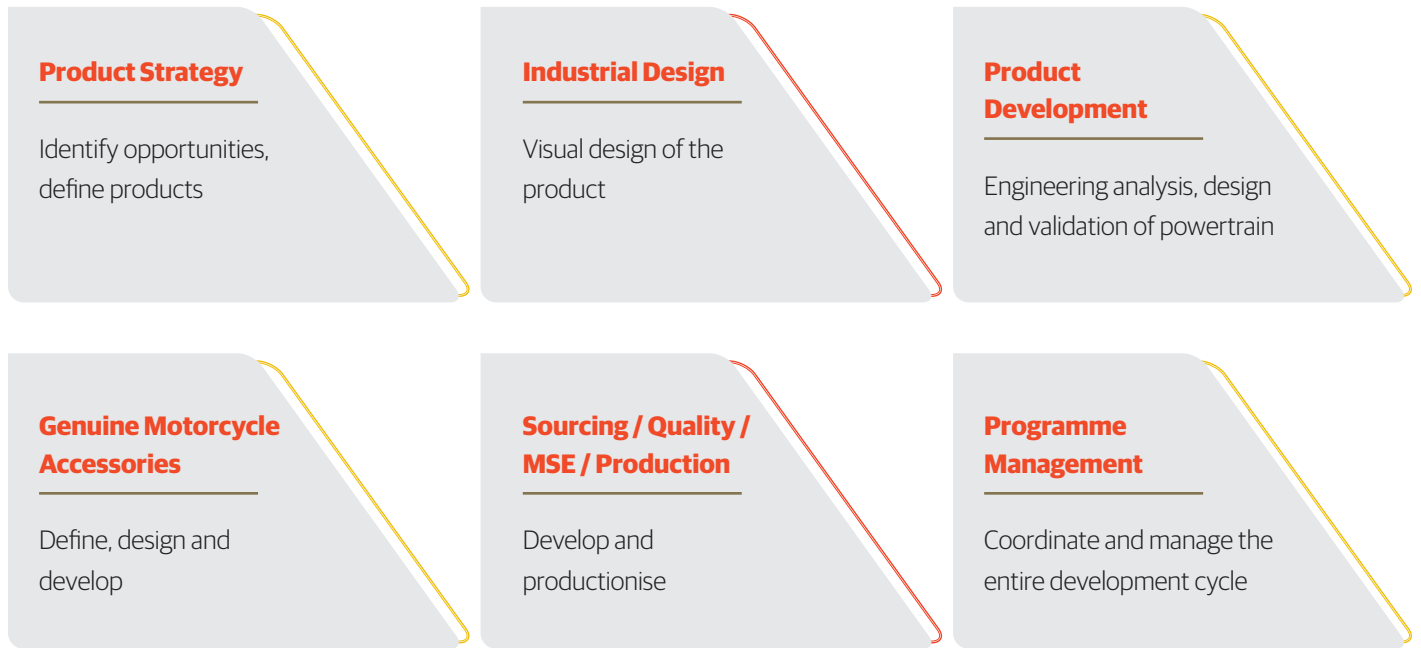 Product Strategy
Identify opportunities,
define products
Industrial Design
Visual design of the
product
Product
Development
Engineering analysis, design
and validation of powertrain
Genuine Motorcycle
Accessories
Define, design and
develop
Sourcing / Quality /
MSE / Production
Develop and
productionise
Programme
Management
Coordinate and manage the
entire development cycle